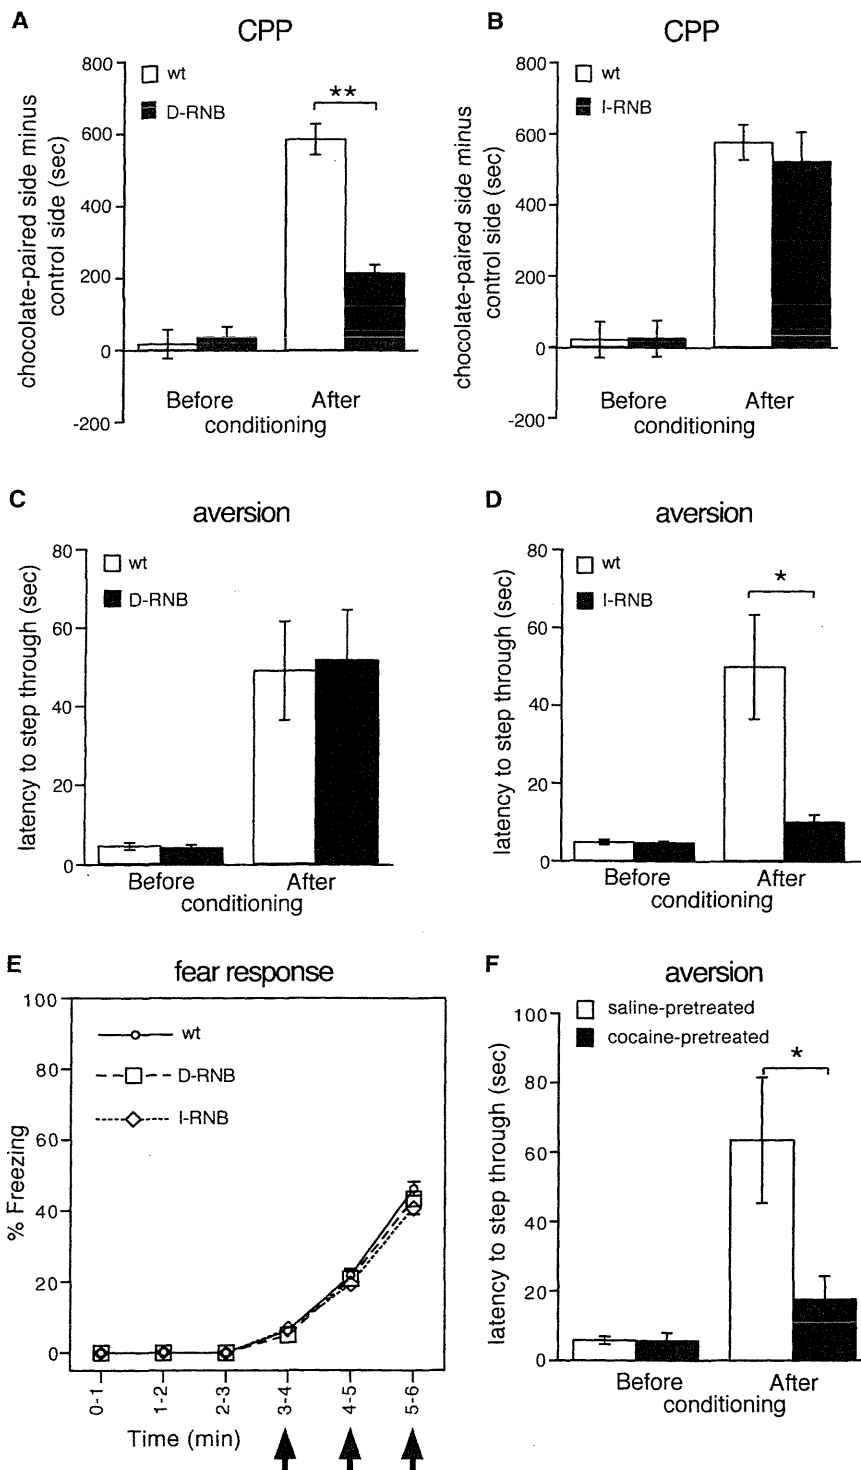 A
CPP
chocolate-paired side minus
control side (sec)
800
600
400
200
0
-200
wt
D-RNB
**
Before
After
conditioning
B
CPP
chocolate-paired side minus
control side (sec)
800
600
400
200
0
-200
wt
I-RNB
Before
After
conditioning
C
aversion
latency to step through (sec)
80
60
40
20
0
wt
D-RNB
Before
After
conditioning
D
aversion
latency to step through (sec)
80
60
40
20
0
wt
I-RNB
*
Before
After
conditioning
E
fear response
% Freezing
100
80
60
40
20
0
wt
D-RNB
I-RNB
0-1
1-2
2-3
3-4
4-5
5-6
Time (min)
F
aversion
latency to step through (sec)
100
80
60
40
20
0
saline-pretreated
cocaine-pretreated
*
Before
After
conditioning